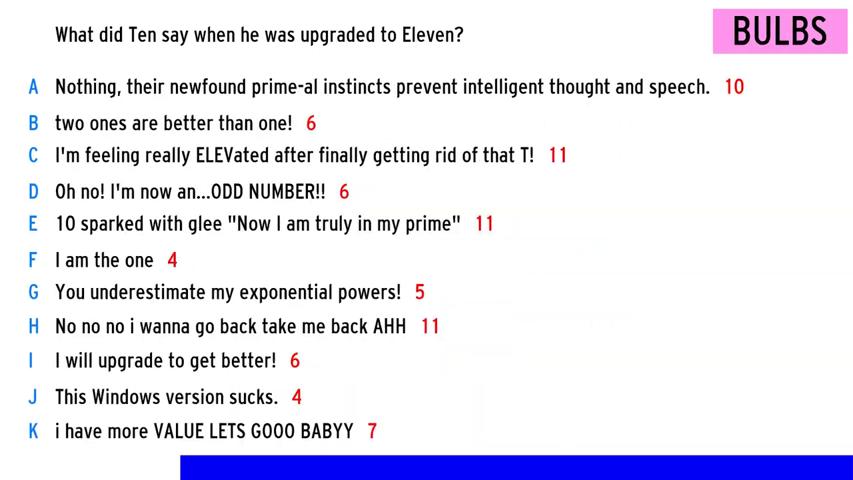 What did Ten say when he was upgraded to Eleven?
BULBS
A Nothing, their newfound prime-al instincts prevent intelligent thought and speech. 10
B two ones are better than one! 6
C I'm feeling really ELEVated after finally getting rid of that T! 11
D Oh no! I'm now an...ODD NUMBER!! 6
E 10 sparked with glee "Now I am truly in my prime" 11
F I am the one 4
G You underestimate my exponential powers! 5
H No no no i wanna go back take me back AHH 11
I I will upgrade to get better! 6
J This Windows version sucks. 4
K i have more VALUE LETS GOOO BABYY 7